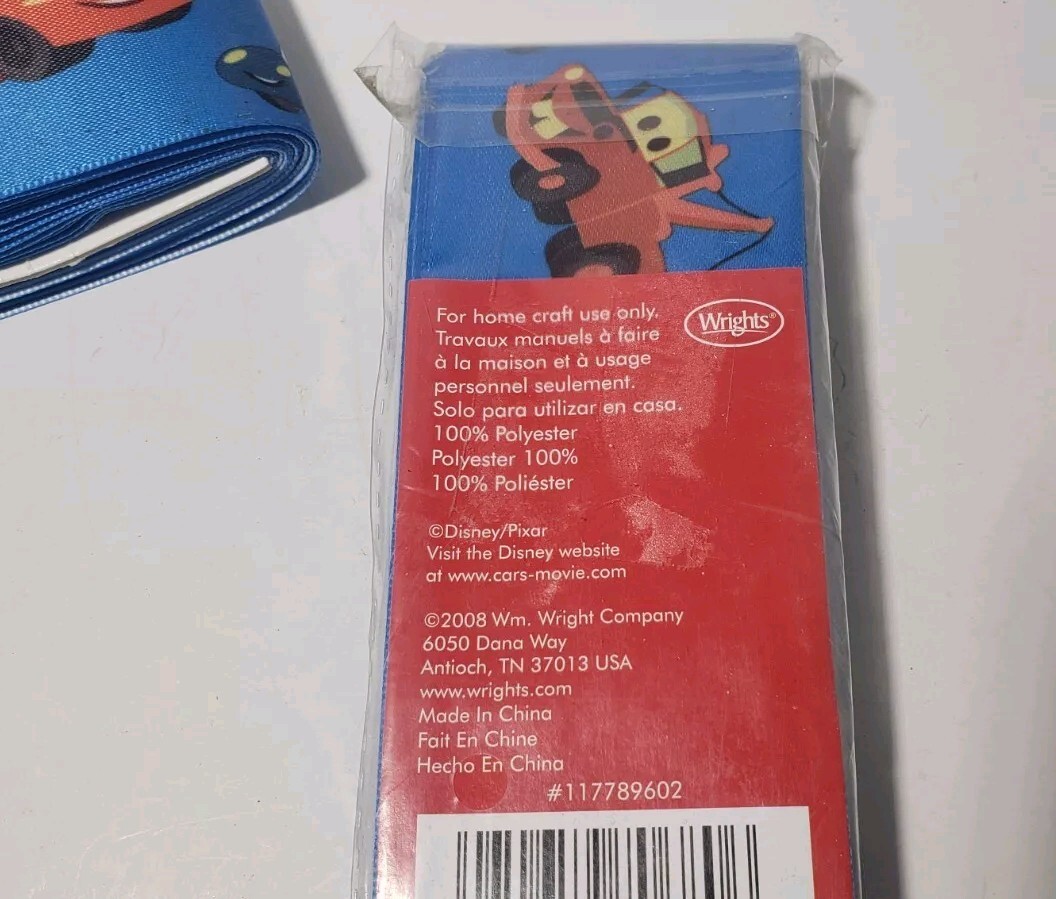 For home craft use only.
Wrights®
Travaux manuels à faire
à la maison et à usage
personnel seulement.
Solo para utilizar en casa.
100% Polyester
Polyester 100%
100% Poliéster
©Disney/Pixar
Visit the Disney website
at www.cars-movie.com
©2008 Wm. Wright Company
6050 Dana Way
Antioch, TN 37013 USA
www.wrights.com
Made In China
Fait En Chine
Hecho En China
#117789602